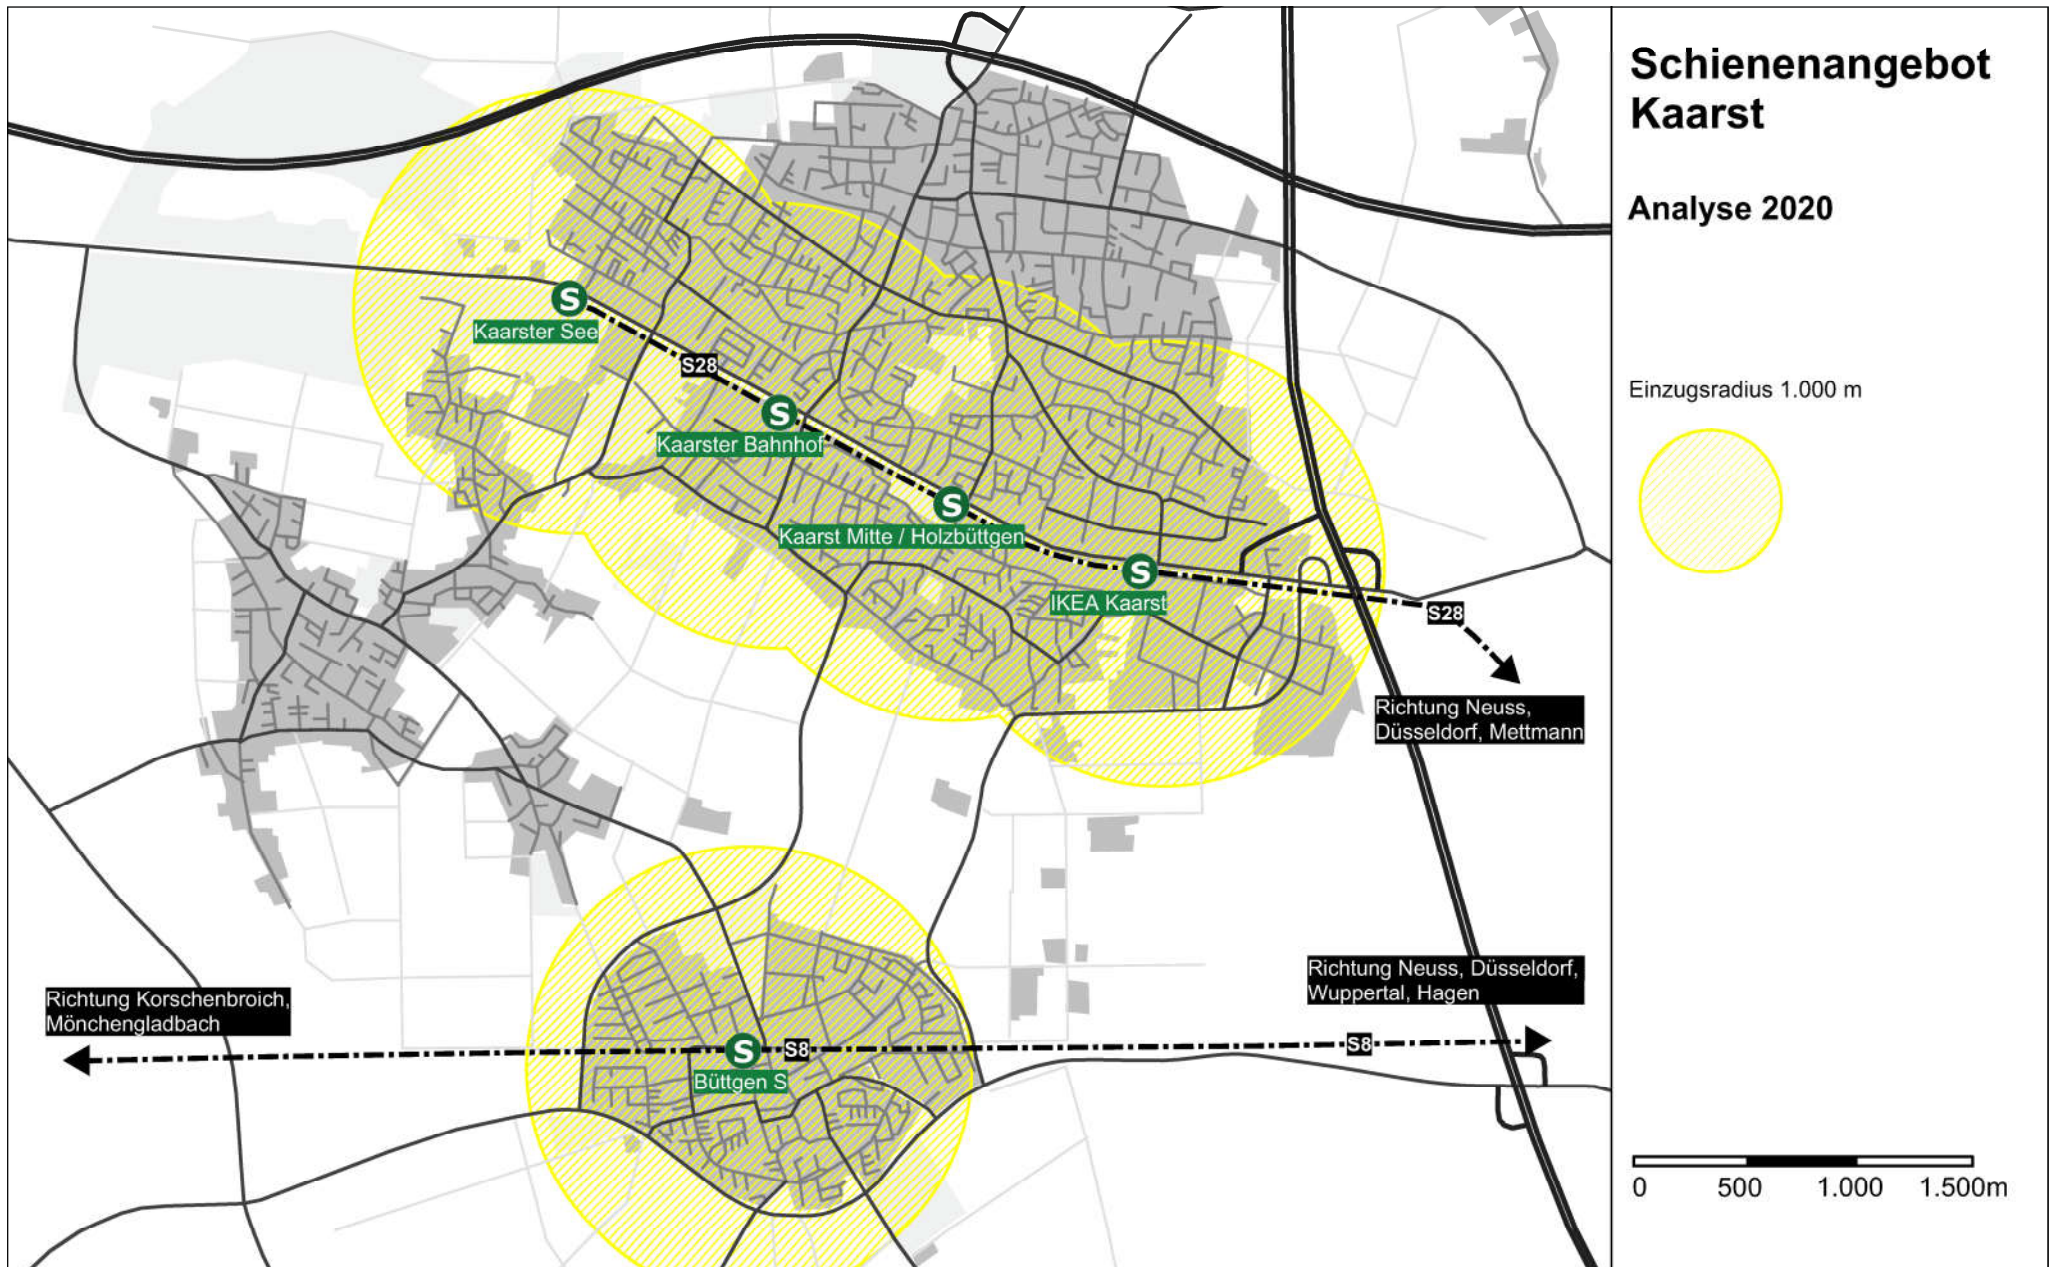 Schienenangebot
Kaarst
Analyse 2020
Einzugsradius 1.000 m
0 500 1.000 1.500m
S
Kaarster See
S28
S
Kaarster Bahnhof
S
Kaarst Mitte / Holzbüttgen
S
IKEA Kaarst
S28
Richtung Neuss,
Düsseldorf, Mettmann
Richtung Korschenbroich,
Mönchengladbach
S
S8
Büttgen S
Richtung Neuss, Düsseldorf,
Wuppertal, Hagen
S8